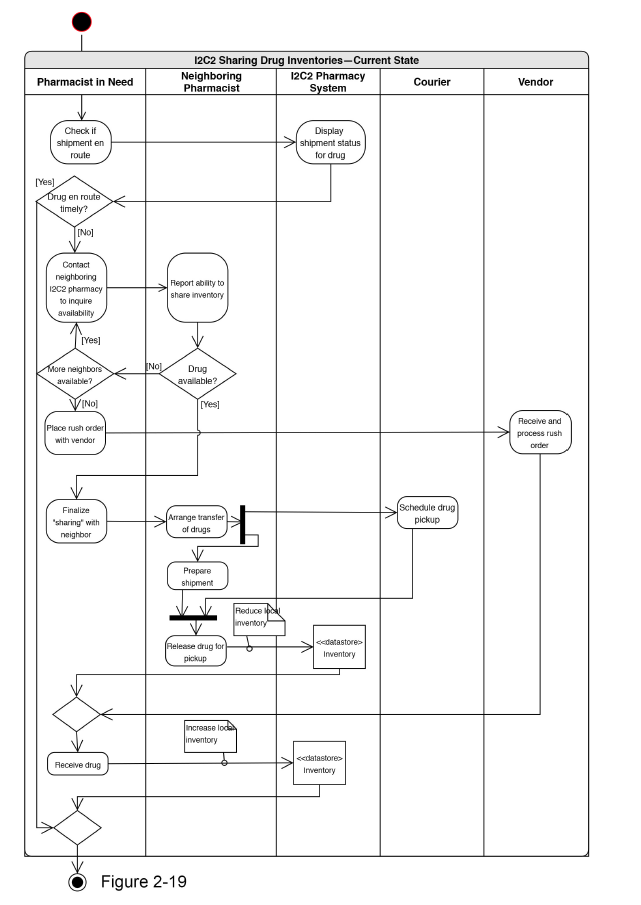 I2C2 Sharing Drug Inventories—Current State
Pharmacist in Need
Neighboring
Pharmacist
I2C2 Pharmacy
System
Courier
Vendor
Check if
shipment en
route
Display
shipment status
for drug
[Yes]
Drug en route
timely?
[No]
Contact
neighboring
I2C2 pharmacy
to inquire
availability
Report ability to
share inventory
[Yes]
More neighbors
available?
[No]
Drug
available?
[No]
[Yes]
Place rush order
with vendor
Receive and
process rush
order
Finalize
"sharing" with
neighbor
Arrange transfer
of drugs
Schedule drug
pickup
Prepare
shipment
Reduce local
inventory
Release drug for
pickup
<<datastore>
Inventory
Increase local
inventory
Receive drug
<<datastore>
Inventory
Figure 2-19